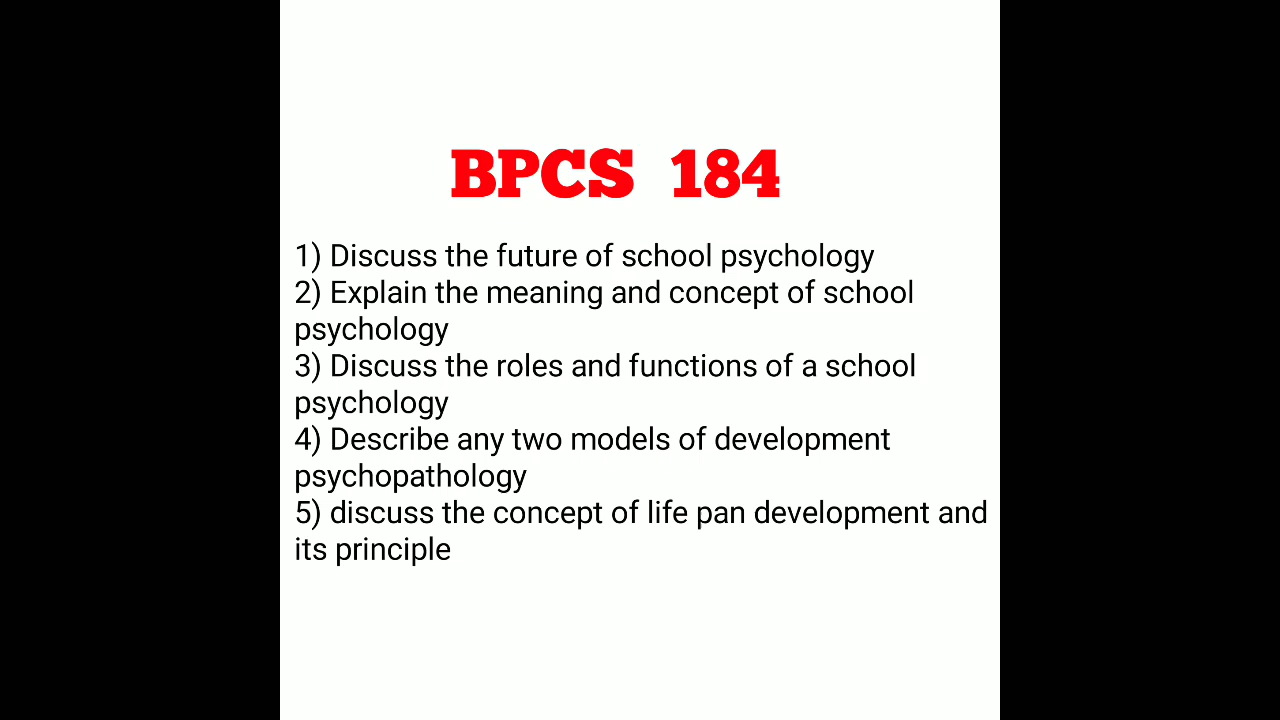 BPCS 184
1) Discuss the future of school psychology
2) Explain the meaning and concept of school
psychology
3) Discuss the roles and functions of a school
psychology
4) Describe any two models of development
psychopathology
5) discuss the concept of life pan development and
its principle